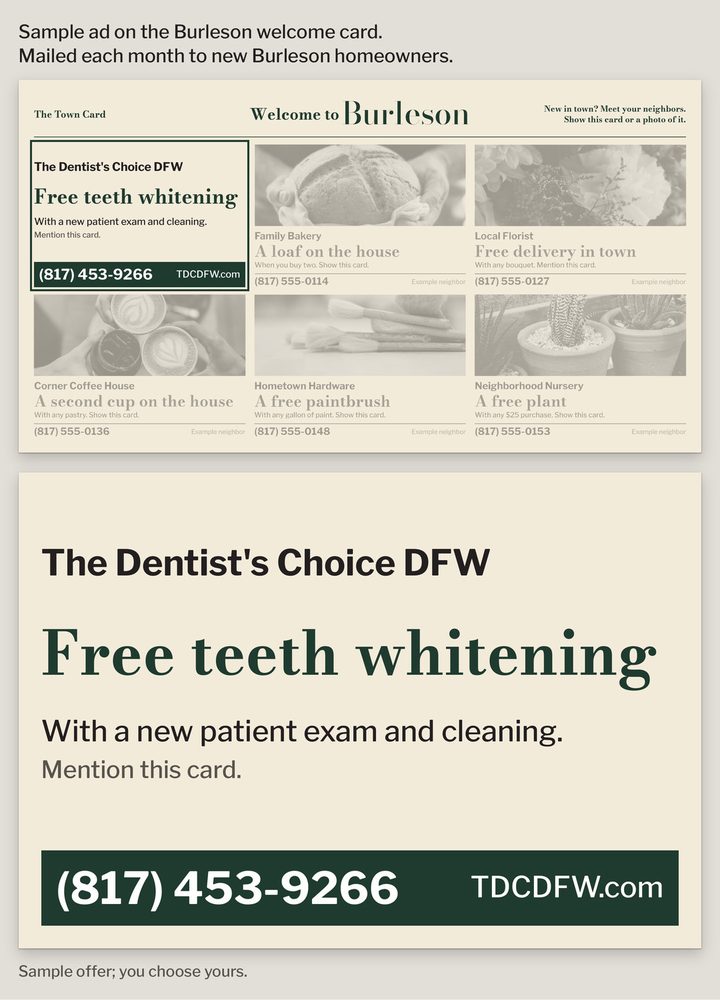 Sample ad on the Burleson welcome card.
Mailed each month to new Burleson homeowners.
The Town Card
Welcome to Burleson
New in town? Meet your neighbors.
Show this card or a photo of it.
The Dentist's Choice DFW
Free teeth whitening
With a new patient exam and cleaning.
Mention this card.
(817) 453-9266 TDCDFW.com
Family Bakery
A loaf on the house
When you buy two. Show this card.
(817) 555-0114 Example neighbor
Local Florist
Free delivery in town
With any bouquet. Mention this card.
(817) 555-0127 Example neighbor
Corner Coffee House
A second cup on the house
With any pastry. Show this card.
(817) 555-0136 Example neighbor
Hometown Hardware
A free paintbrush
With any gallon of paint. Show this card.
(817) 555-0148 Example neighbor
Neighborhood Nursery
A free plant
With any $25 purchase. Show this card.
(817) 555-0153 Example neighbor
The Dentist's Choice DFW
Free teeth whitening
With a new patient exam and cleaning.
Mention this card.
(817) 453-9266 TDCDFW.com
Sample offer; you choose yours.